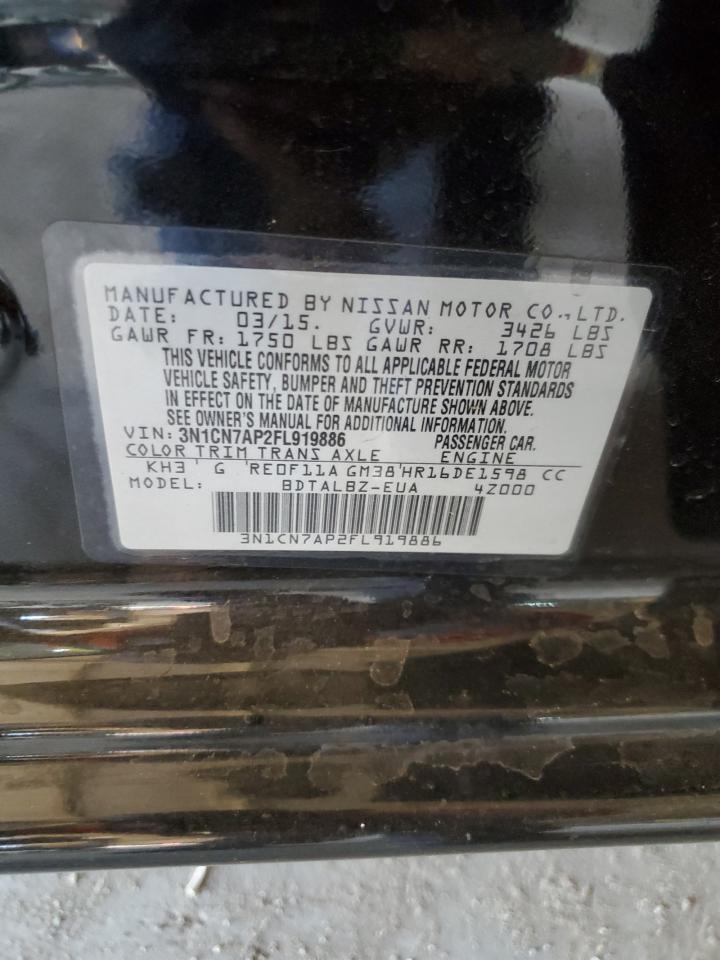 MANUFACTURED BY NISSAN MOTOR CO., LTD.
DATE: 03/15. GVWR: 3426 LBS
GAWR FR: 1750 LBS GAWR RR: 1708 LBS
THIS VEHICLE CONFORMS TO ALL APPLICABLE FEDERAL MOTOR
VEHICLE SAFETY, BUMPER AND THEFT PREVENTION STANDARDS
IN EFFECT ON THE DATE OF MANUFACTURE SHOWN ABOVE.
SEE OWNER'S MANUAL FOR ADDITIONAL INFORMATION.
VIN: 3N1CN7AP2FL919886 PASSENGER CAR.
COLOR TRIM TRANS AXLE ENGINE
KH3 ' G 'RE0F11A GM38'HR16DE1598 CC
MODEL: BDTALBZ-EUA 4Z000
3N1CN7AP2FL919886